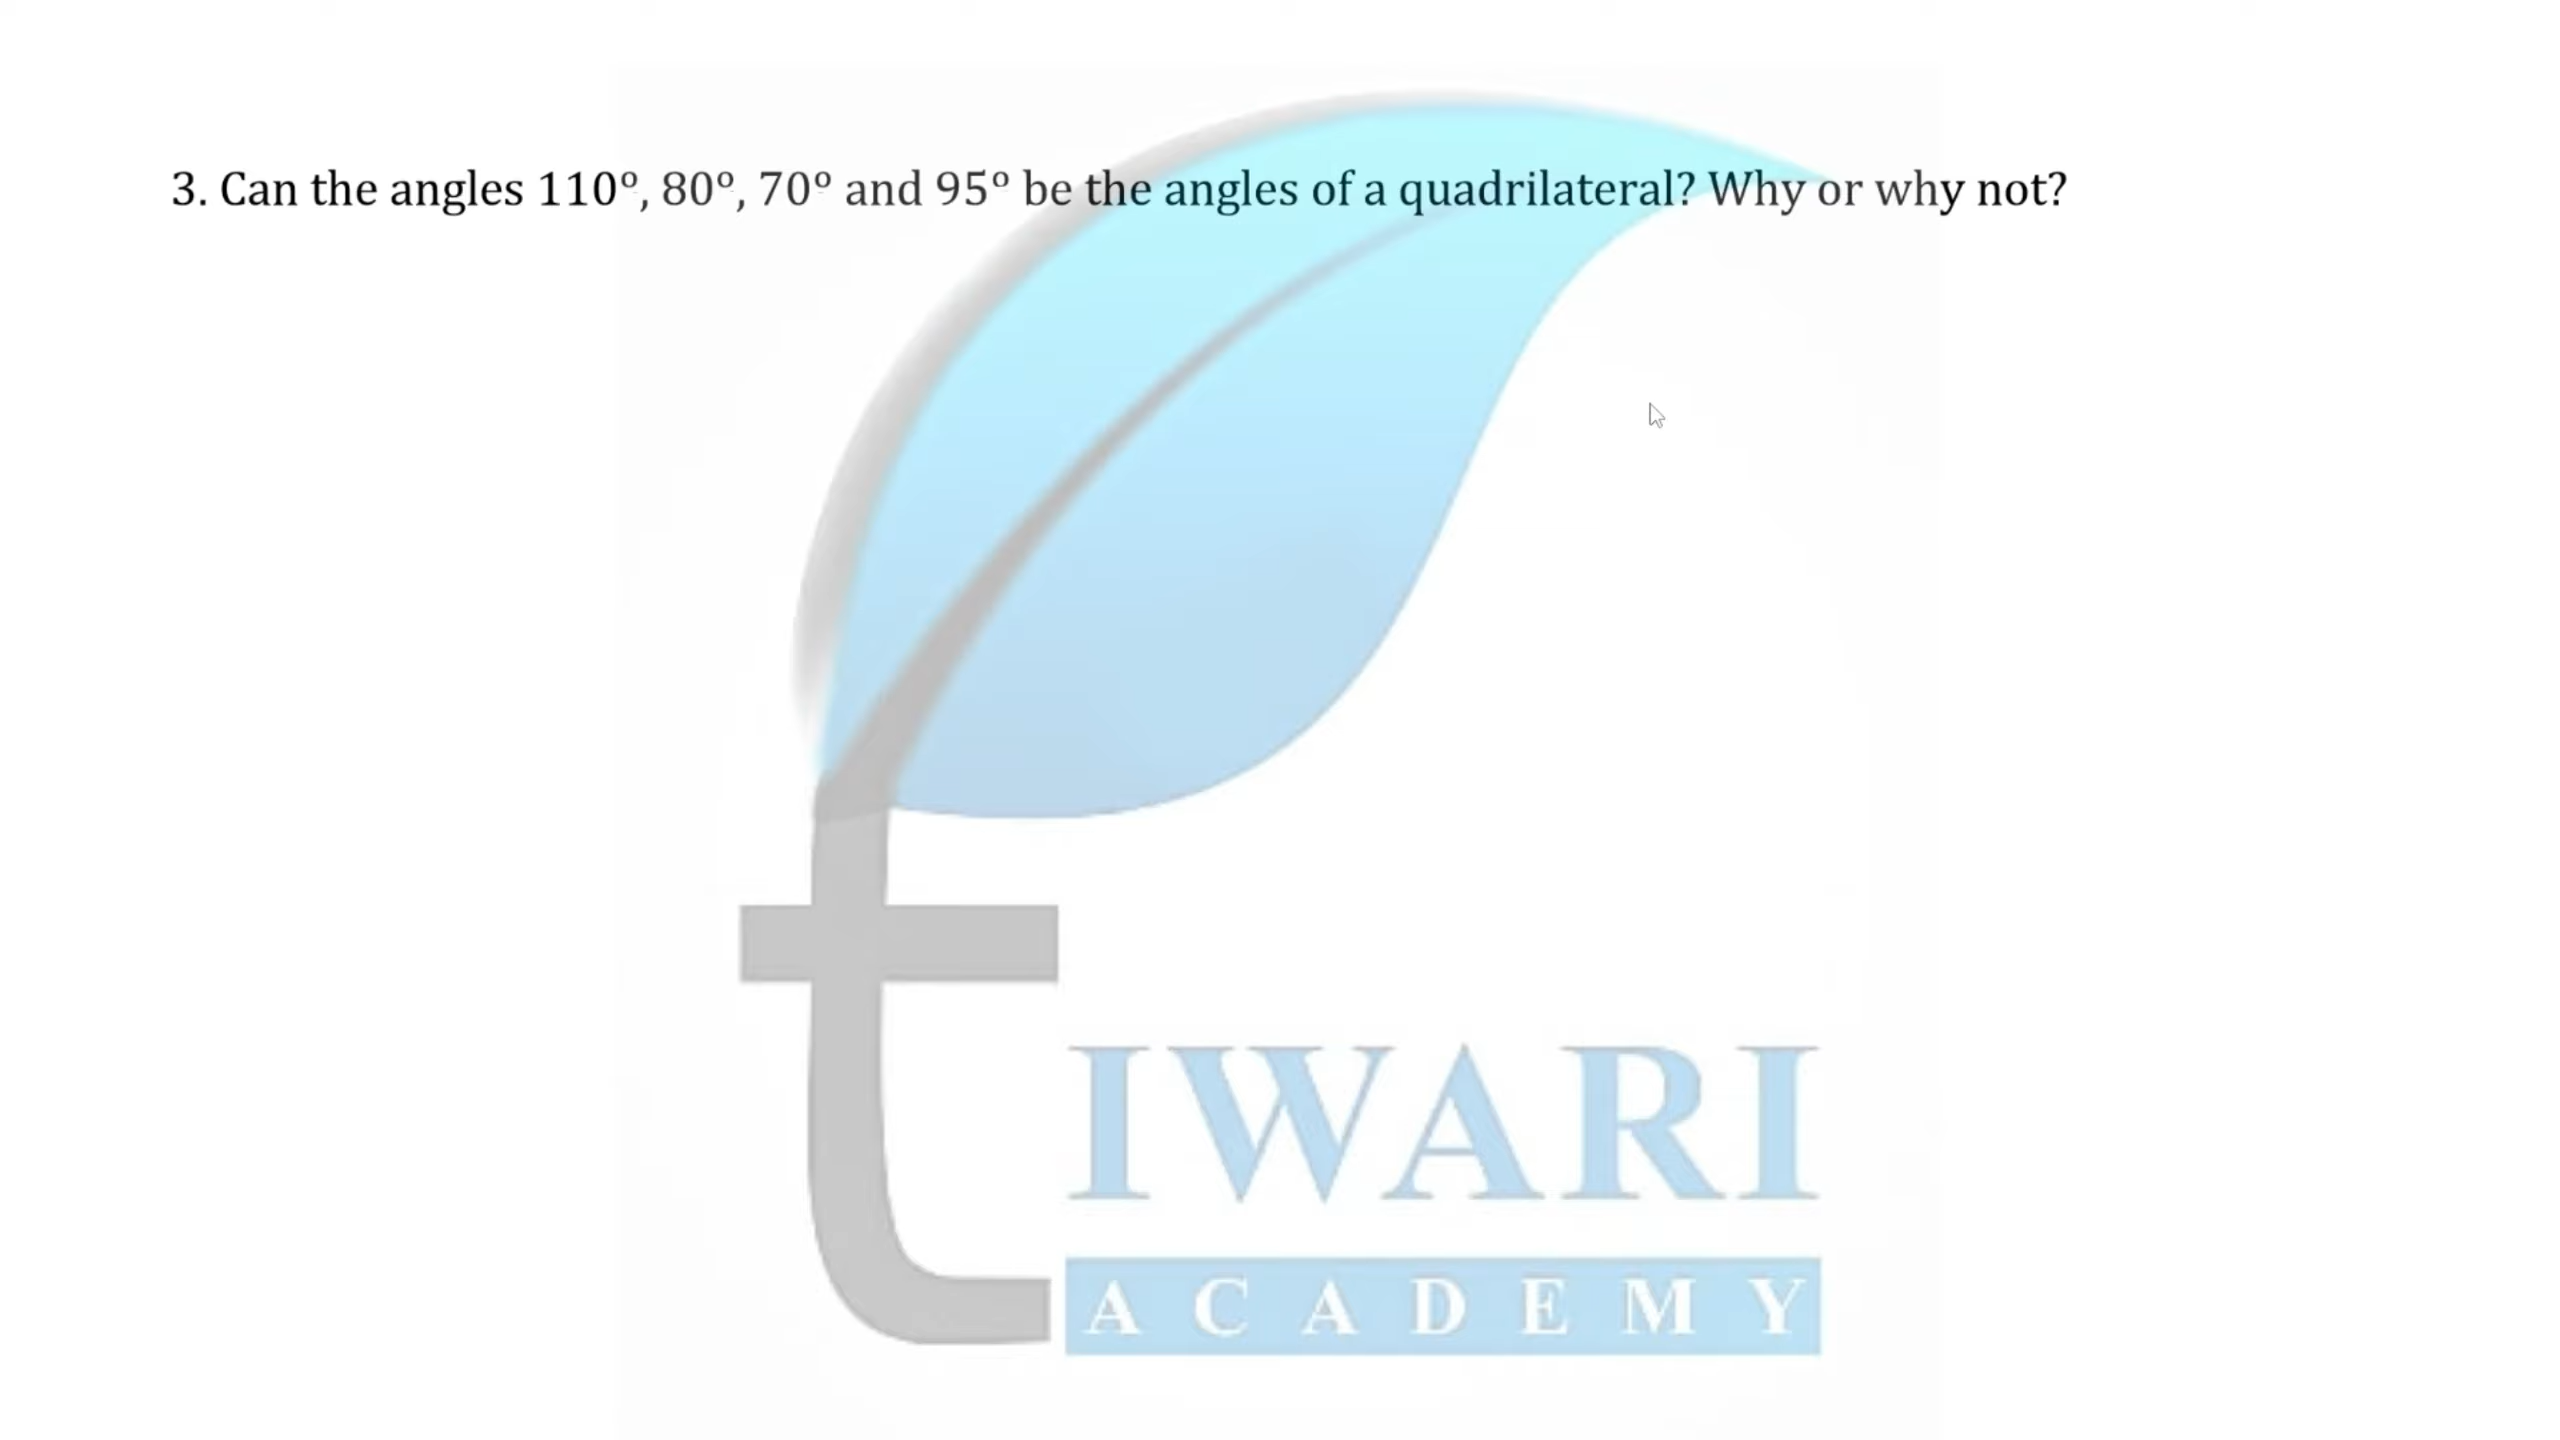 3. Can the angles 110º, 80º, 70º and 95º be the angles of a quadrilateral? Why or why not?
tIWARI
ACADEMY